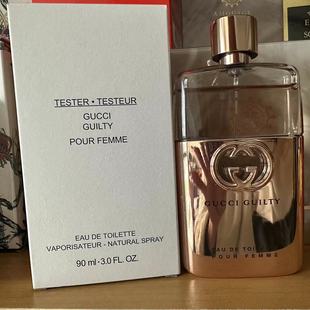 TESTER • TESTEUR
GUCCI
GUILTY
POUR FEMME
EAU DE TOILETTE
VAPORISATEUR - NATURAL SPRAY
90 ml - 3.0 FL. OZ.
GUCCI GUILTY
EAU DE TOILETTE
POUR FEMME